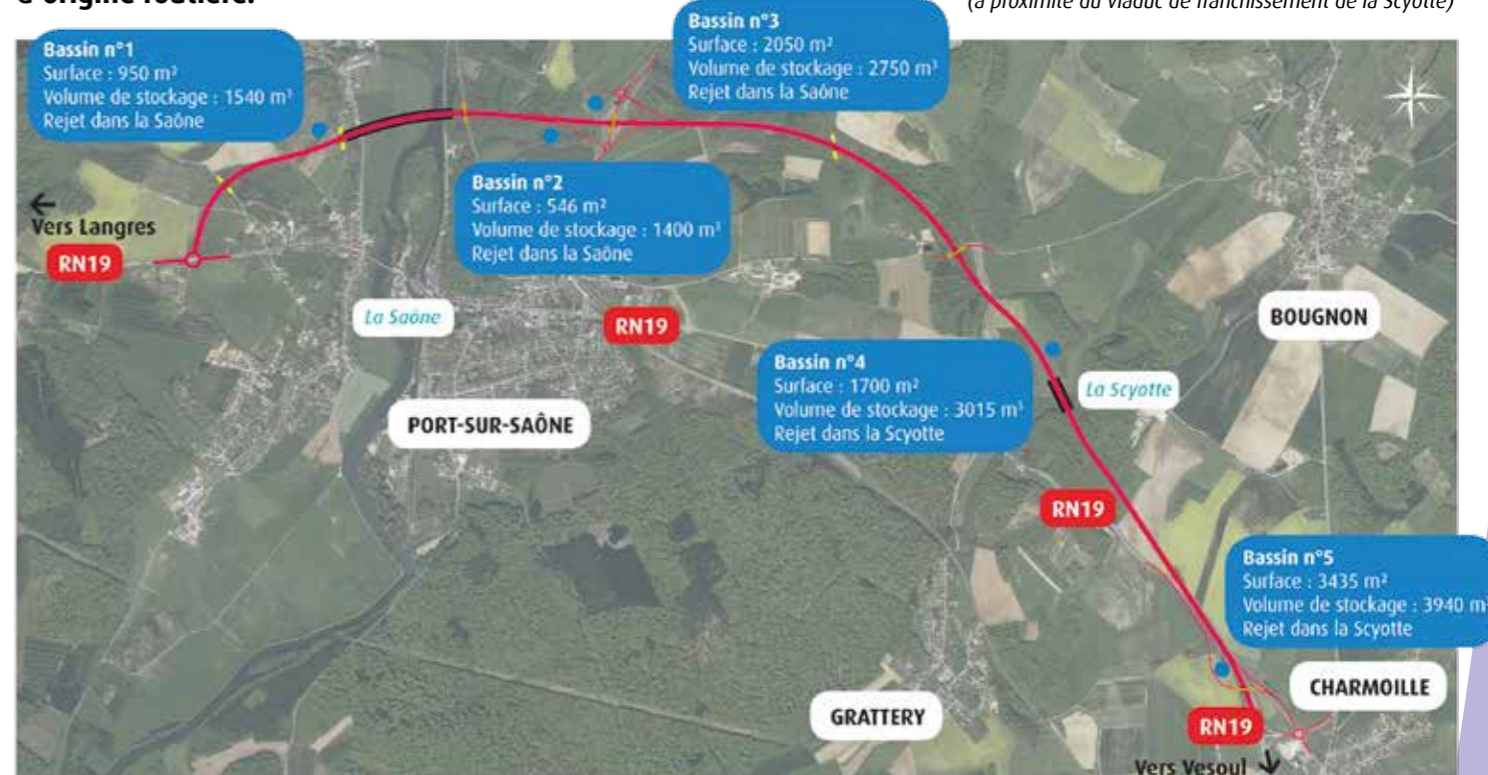 d'origine routière.
(à proximité du viaduc de franchissement de la Scyotte)
Bassin n°1
Surface : 950 m²
Volume de stockage : 1540 m³
Rejet dans la Saône
Bassin n°3
Surface : 2050 m²
Volume de stockage : 2750 m³
Rejet dans la Saône
Bassin n°2
Surface : 546 m²
Volume de stockage : 1400 m³
Rejet dans la Saône
Vers Langres
RN19
La Saône
RN19
BOUGNON
Bassin n°4
Surface : 1700 m²
Volume de stockage : 3015 m³
Rejet dans la Scyotte
La Scyotte
PORT-SUR-SAÔNE
RN19
Bassin n°5
Surface : 3435 m²
Volume de stockage : 3940 m
Rejet dans la Scyotte
CHARMOILLE
GRATTERY
RN19
Vers Vesoul